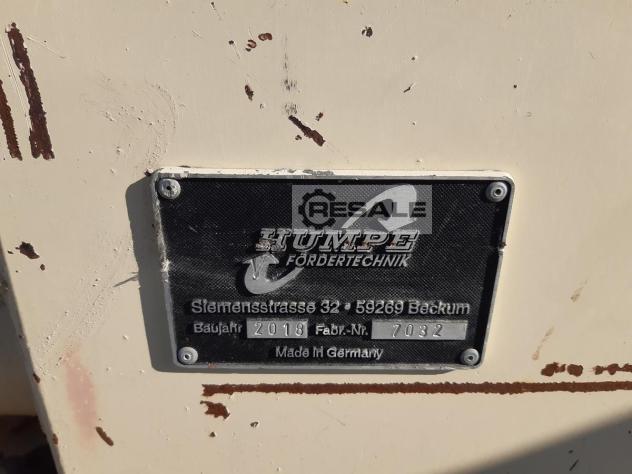 RESALE
HUMPE
FÖRDERTECHNIK
Siemensstrasse 32 • 59269 Beckum
Baujahr 2018 Fabr.-Nr. 7032
Made in Germany